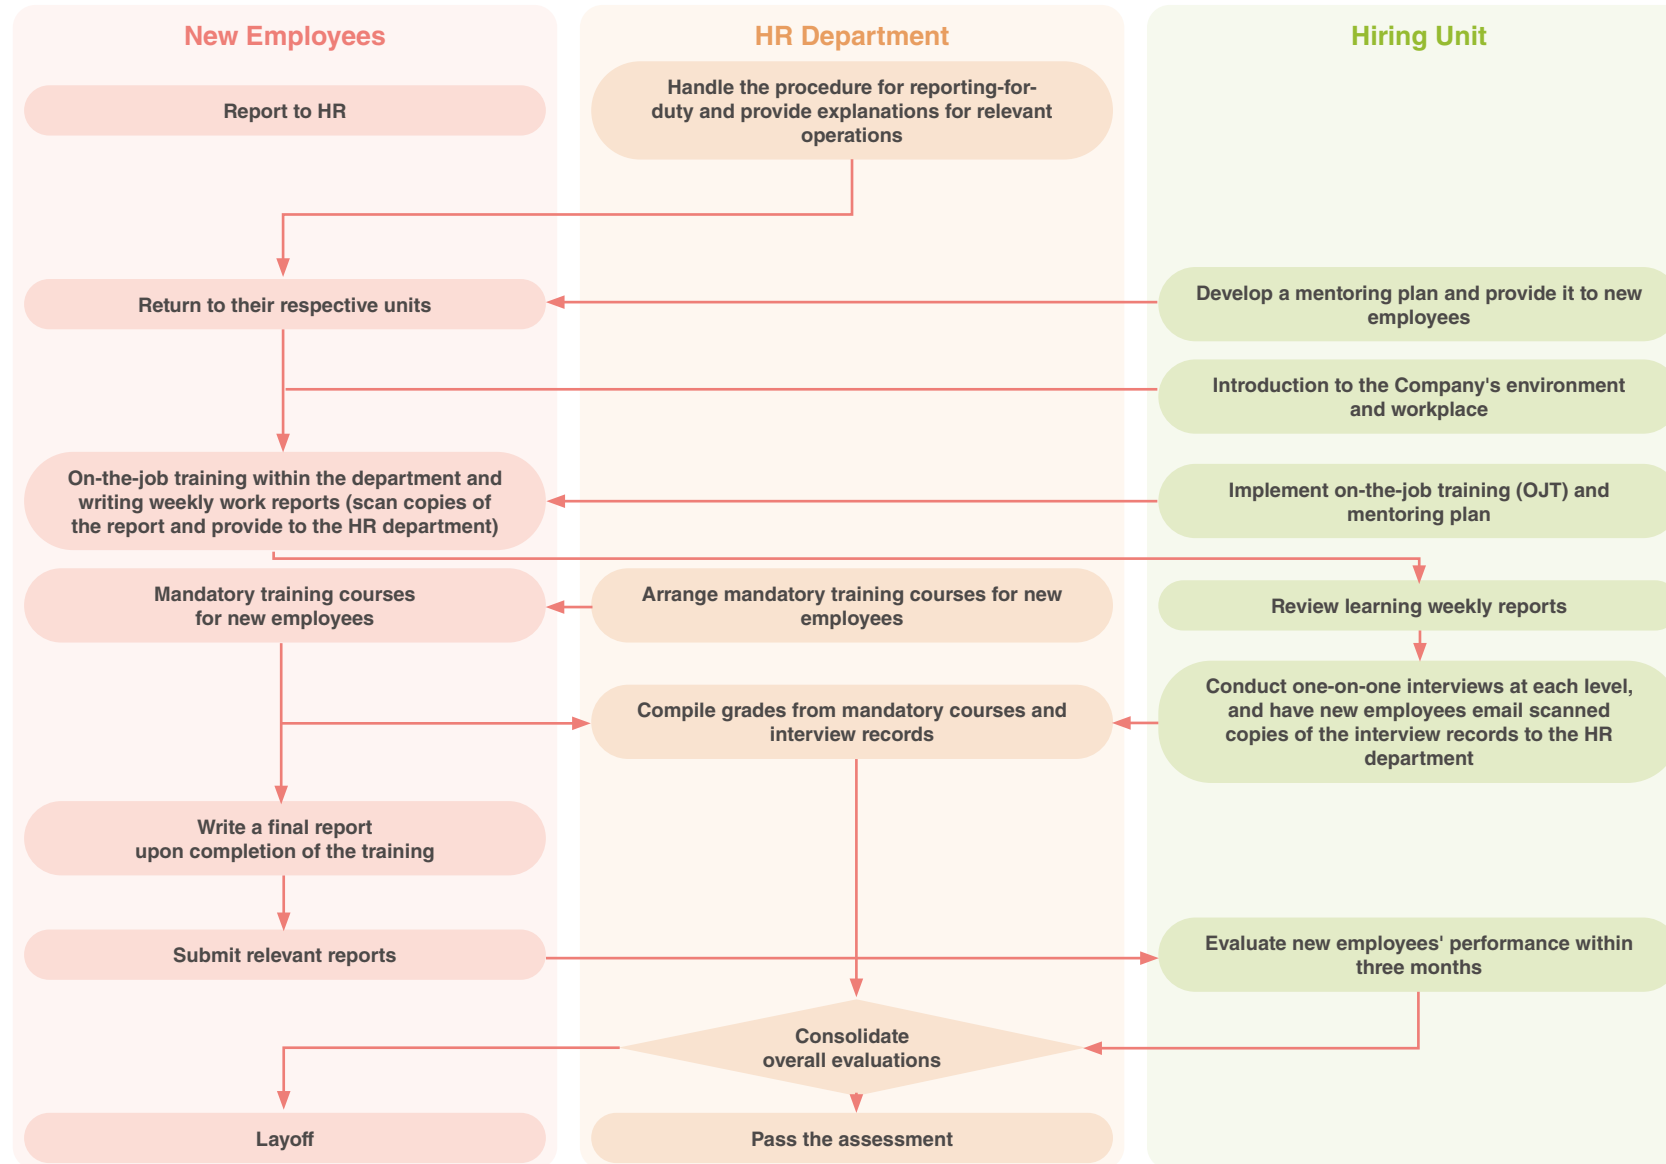 New Employees
HR Department
Hiring Unit
Report to HR
Handle the procedure for reporting-for-
duty and provide explanations for relevant
operations
Return to their respective units
Develop a mentoring plan and provide it to new
employees
Introduction to the Company's environment
and workplace
On-the-job training within the department and
writing weekly work reports (scan copies of
the report and provide to the HR department)
Implement on-the-job training (OJT) and
mentoring plan
Mandatory training courses
for new employees
Arrange mandatory training courses for new
employees
Review learning weekly reports
Compile grades from mandatory courses and
interview records
Conduct one-on-one interviews at each level,
and have new employees email scanned
copies of the interview records to the HR
department
Write a final report
upon completion of the training
Submit relevant reports
Evaluate new employees' performance within
three months
Consolidate
overall evaluations
Layoff
Pass the assessment